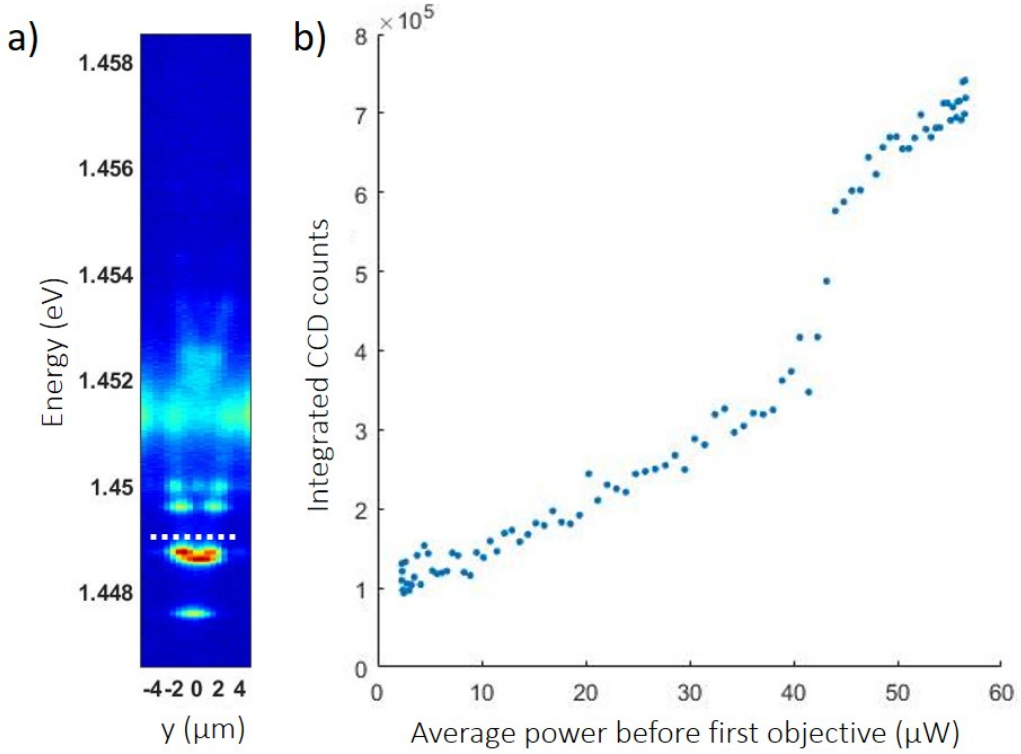 a)
1.458
1.456
1.454
1.452
1.45
1.448
Energy (eV)
-4 -2 0 2 4
y (μm)
b)
×10⁵
8
7
6
5
4
3
2
1
0
Integrated CCD counts
0 10 20 30 40 50 60
Average power before first objective (μW)